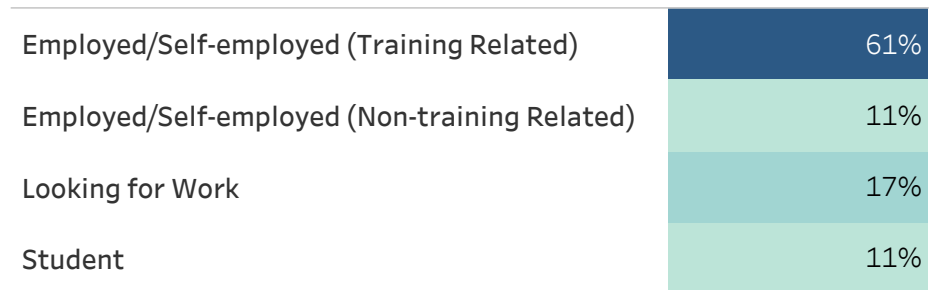 Employed/Self-employed (Training Related) 61%
Employed/Self-employed (Non-training Related) 11%
Looking for Work 17%
Student 11%